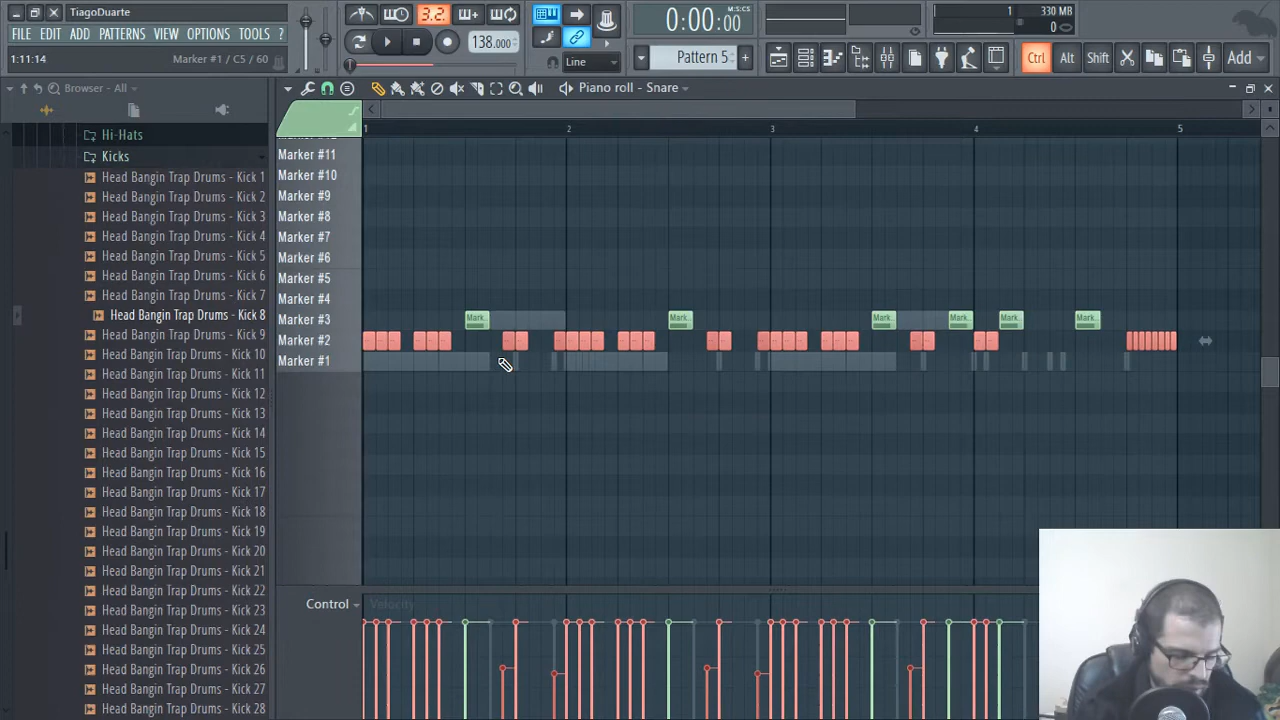 TiagoDuarte
FILE EDIT ADD PATTERNS VIEW OPTIONS TOOLS ?
1:11:14 Marker #1 / C5 / 60
3.2.
138.000
Line
0:00:00
M:S:CS
Pattern 5
1
330 MB
0
Ctrl Alt Shift
Add
Browser - All
Piano roll - Snare
Hi-Hats
Kicks
Head Bangin Trap Drums - Kick 1
Head Bangin Trap Drums - Kick 2
Head Bangin Trap Drums - Kick 3
Head Bangin Trap Drums - Kick 4
Head Bangin Trap Drums - Kick 5
Head Bangin Trap Drums - Kick 6
Head Bangin Trap Drums - Kick 7
Head Bangin Trap Drums - Kick 8
Head Bangin Trap Drums - Kick 9
Head Bangin Trap Drums - Kick 10
Head Bangin Trap Drums - Kick 11
Head Bangin Trap Drums - Kick 12
Head Bangin Trap Drums - Kick 13
Head Bangin Trap Drums - Kick 14
Head Bangin Trap Drums - Kick 15
Head Bangin Trap Drums - Kick 16
Head Bangin Trap Drums - Kick 17
Head Bangin Trap Drums - Kick 18
Head Bangin Trap Drums - Kick 19
Head Bangin Trap Drums - Kick 20
Head Bangin Trap Drums - Kick 21
Head Bangin Trap Drums - Kick 22
Head Bangin Trap Drums - Kick 23
Head Bangin Trap Drums - Kick 24
Head Bangin Trap Drums - Kick 25
Head Bangin Trap Drums - Kick 26
Head Bangin Trap Drums - Kick 27
Head Bangin Trap Drums - Kick 28
1 2 3 4 5
Marker #11
Marker #10
Marker #9
Marker #8
Marker #7
Marker #6
Marker #5
Marker #4
Marker #3
Marker #2
Marker #1
Mark.. Mark.. Mark.. Mark.. Mark.. Mark..
Control Velocity